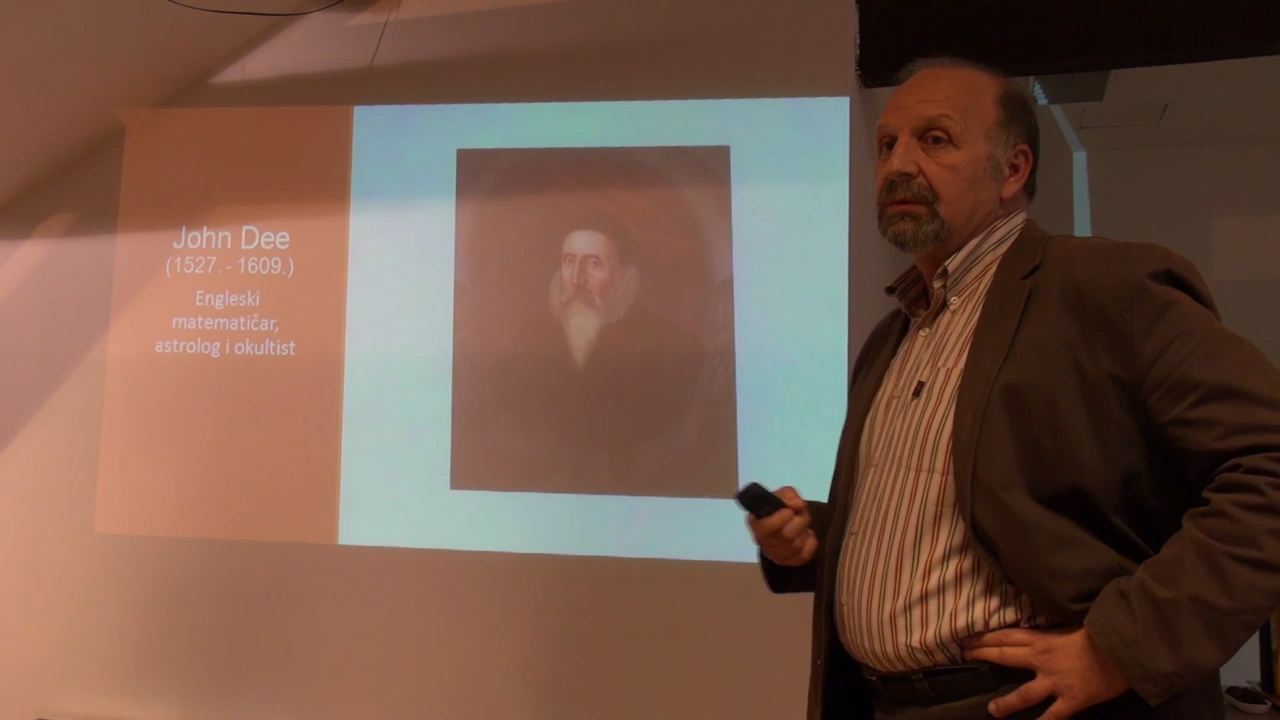 John Dee
(1527. - 1609.)
Engleski
matematičar,
astrolog i okultist